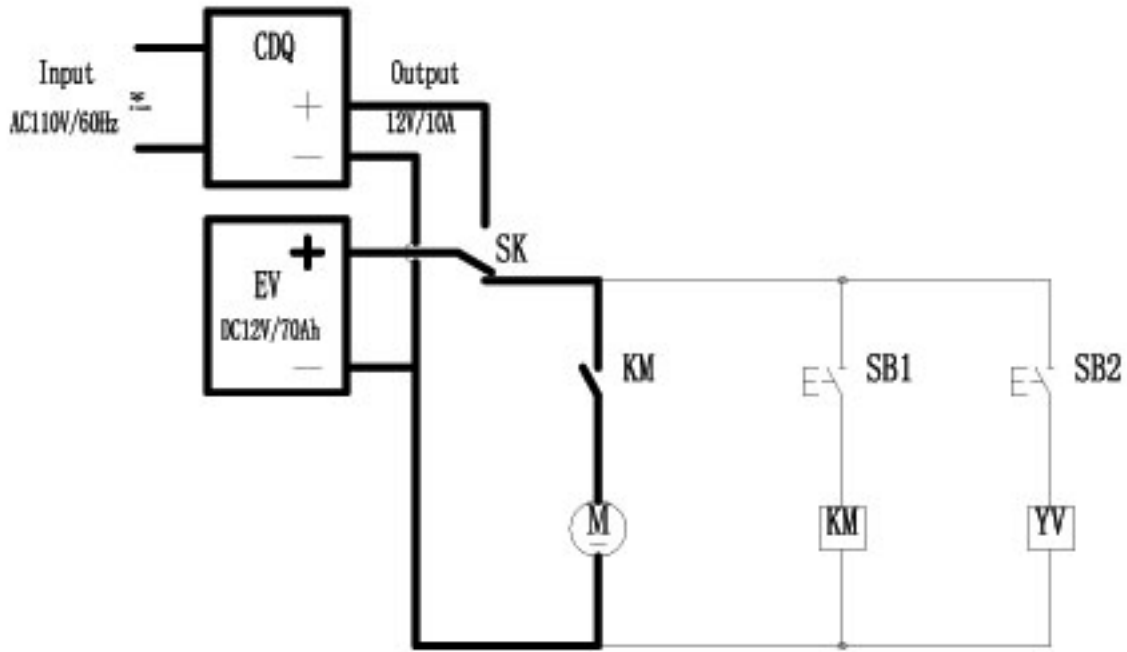 CDQ
Input
AC110V/60Hz
Output
12V/10A
+
—
SK
+
EV
DC12V/70Ah
—
KM
SB1
SB2
M
KM
YV